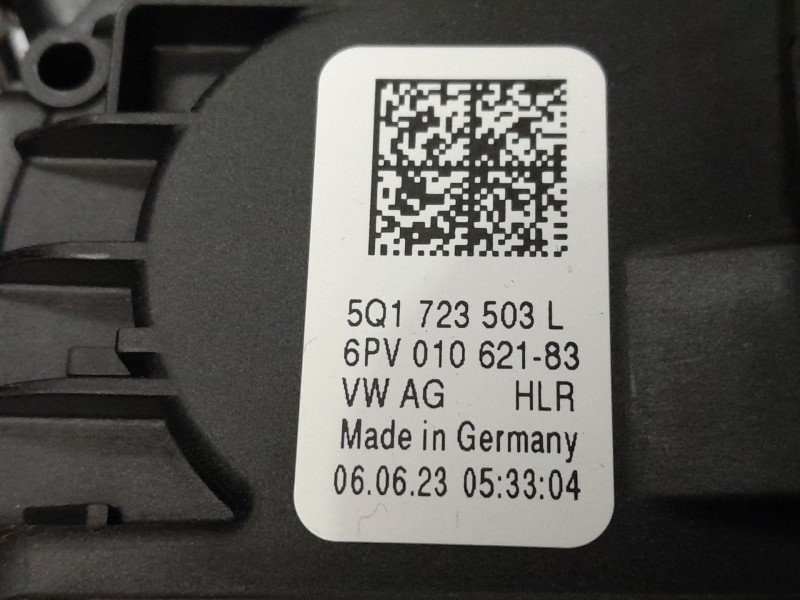 5Q1 723 503 L
6PV 010 621-83
VW AG HLR
Made in Germany
06.06.23 05:33:04